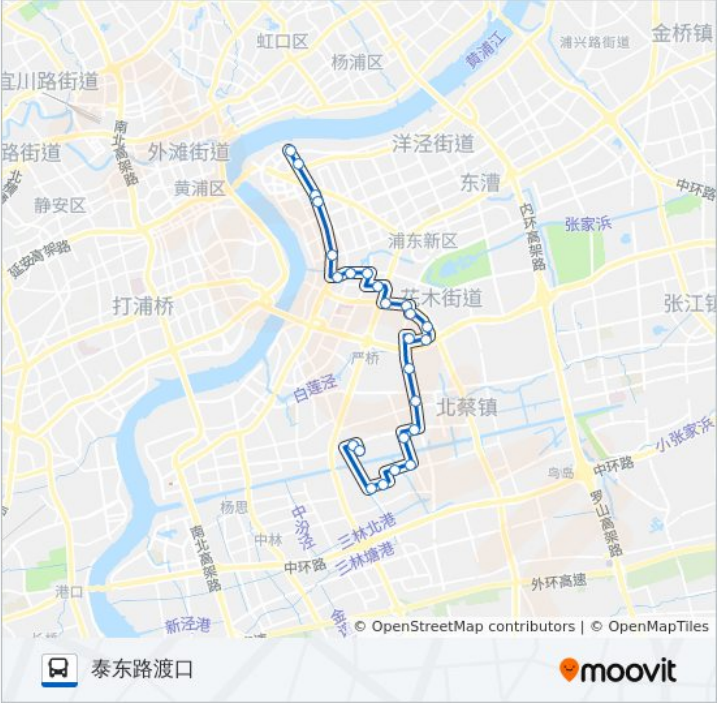 虹口区
浦兴路街道
金桥镇
杨浦区
黄浦江
宜川路街道
南北高架路
路街道
外滩街道
洋泾街道
黄浦区
东漕
中环路
静安区
内环高架路
张家浜
浦东新区
延安高架路
打浦桥
花木街道
张江镇
严桥
白莲泾
北蔡镇
小张家浜
鸟岛
中环路
罗山高架路
杨思
中汾泾
三林北港
中林
三林塘港
南北高架路
中环路
外环高速
港口
新泾港
© OpenStreetMap contributors | © OpenMapTiles
泰东路渡口
moovit